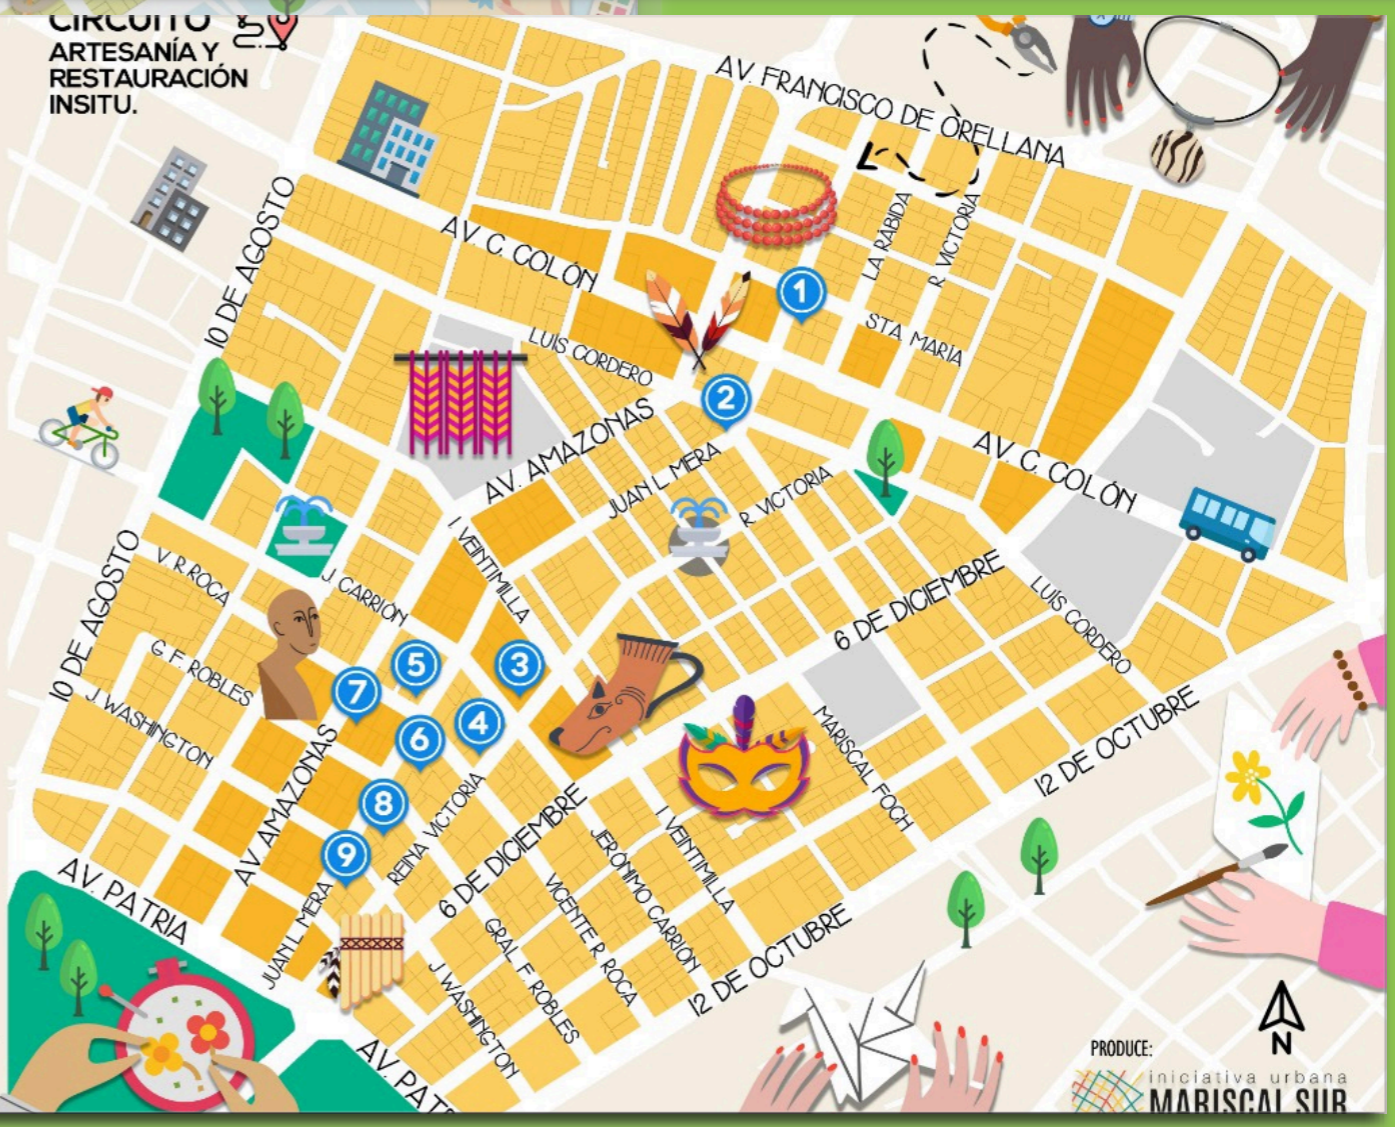 CIRCUITO
ARTESANÍA Y
RESTAURACIÓN
INSITU.
AV. FRANCISCO DE ORELLANA
10 DE AGOSTO
AV. C. COLÓN
LA RABIDA
R. VICTORIA
1
STA. MARÍA
LUIS CORDERO
2
AV. AMAZONAS
JUAN L. MERA
R. VICTORIA
AV. C. COLÓN
I. VEINTIMILLA
10 DE AGOSTO
V. R. ROCA
J. CARRIÓN
6 DE DICIEMBRE
LUIS CORDERO
G. F. ROBLES
J. WASHINGTON
5
3
7
4
6
8
9
AV. AMAZONAS
REINA VICTORIA
MARISCAL FOCH
12 DE OCTUBRE
6 DE DICIEMBRE
I. VEINTIMILLA
JERONIMO CARRION
VICENTE R. ROCA
GRAL. F. ROBLES
J. WASHINGTON
JUAN L. MERA
AV. PATRIA
12 DE OCTUBRE
AV. PAT
N
PRODUCE:
iniciativa urbana
MARISCAL SUR